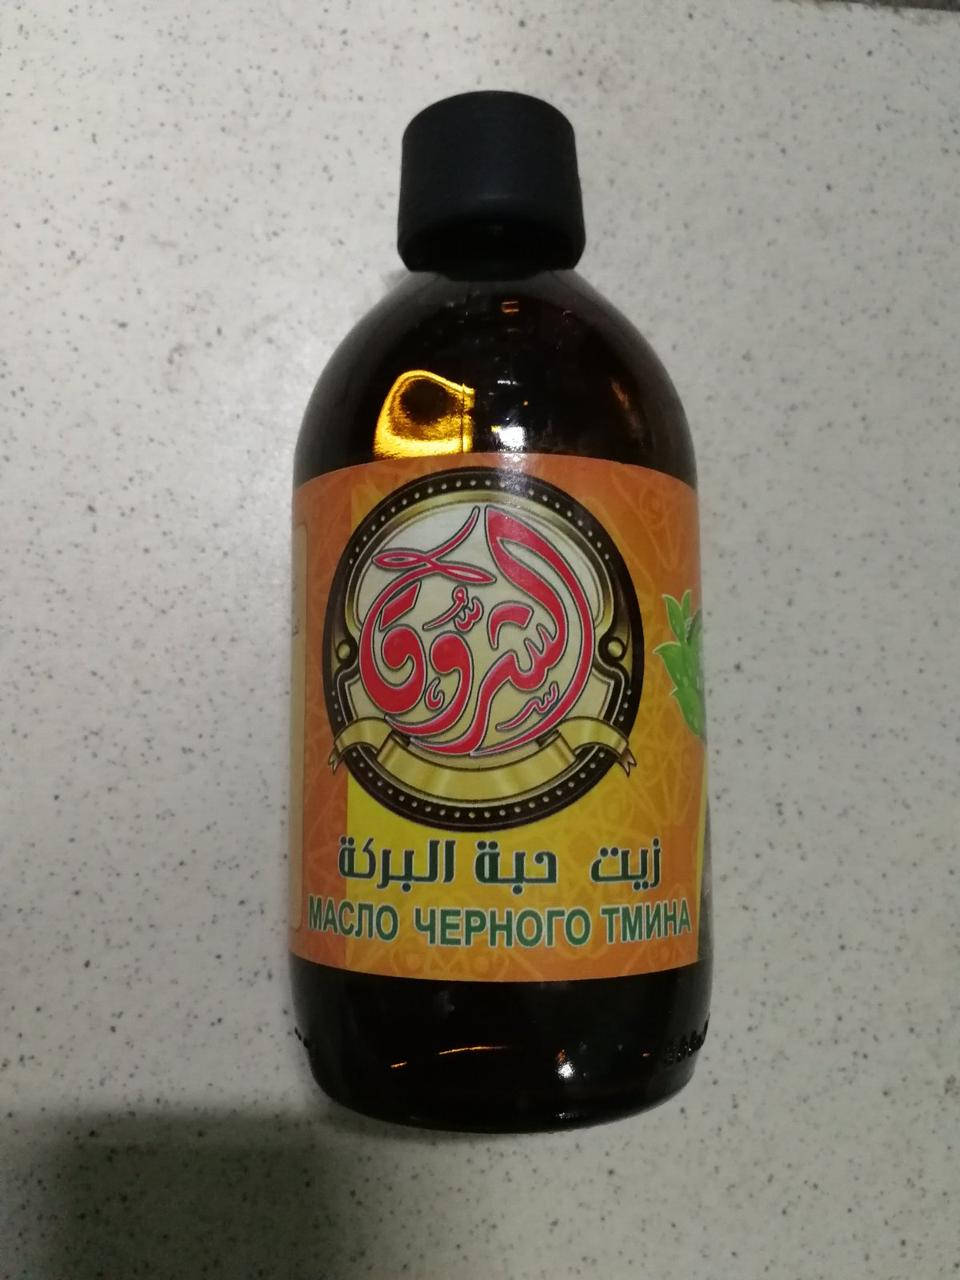 الشروق
زيت حبة البركة
МАСЛО ЧЕРНОГО ТМИНА